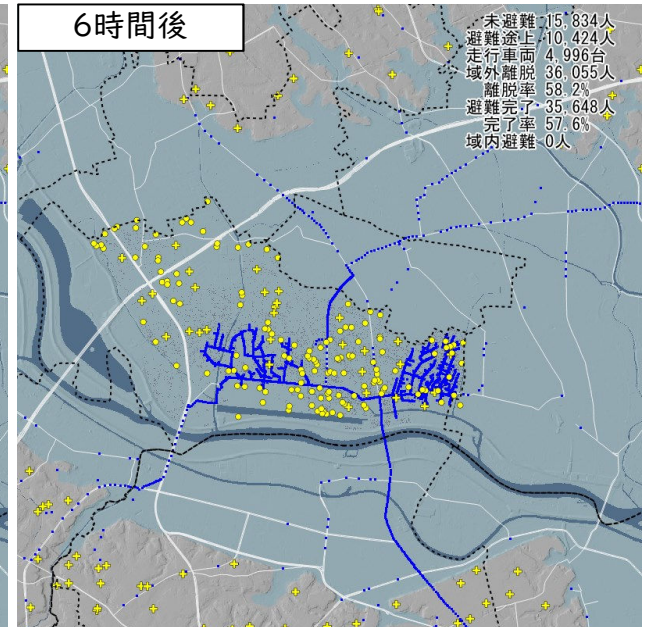 6時間後
未避難 15,834人
避難途上 10,424人
走行車両 4,996台
域外離脱 36,055人
離脱率 58.2%
避難完了 35,648人
完了率 57.6%
域内避難 0人